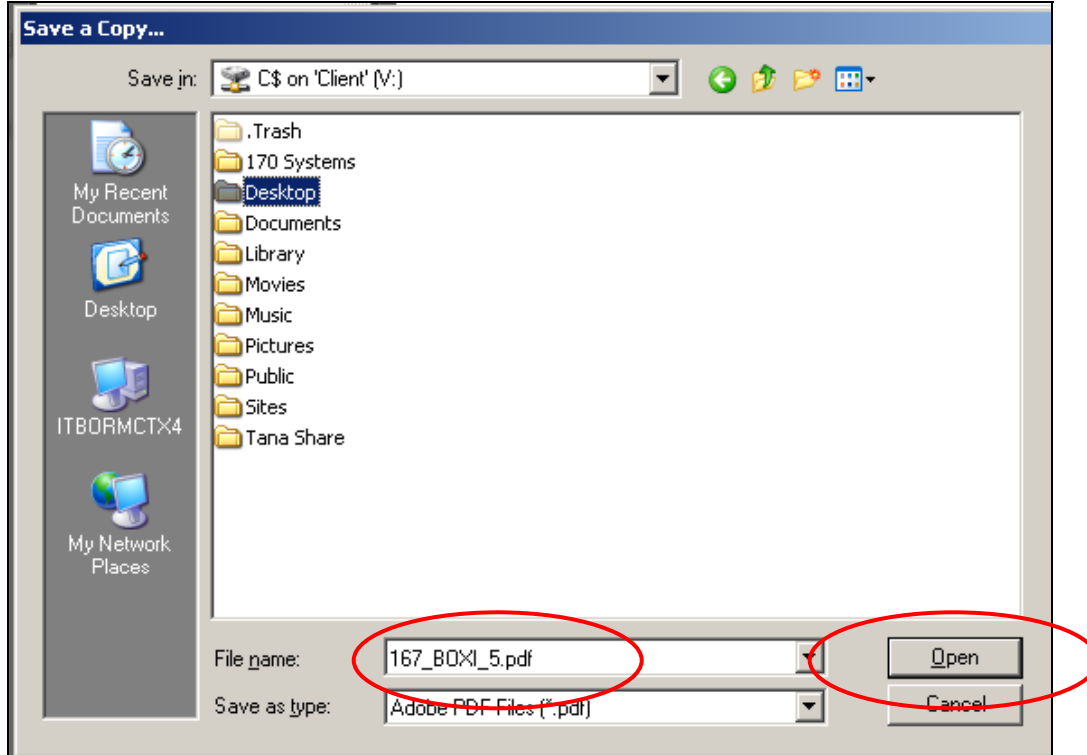 Save a Copy...
Save in:
C$ on 'Client' (V:)
My Recent
Documents
Desktop
ITBORMCTX4
My Network
Places
.Trash
170 Systems
Desktop
Documents
Library
Movies
Music
Pictures
Public
Sites
Tana Share
File name:
167_BOXI_5.pdf
Open
Save as type:
Adobe PDF Files (*.pdf)
Cancel